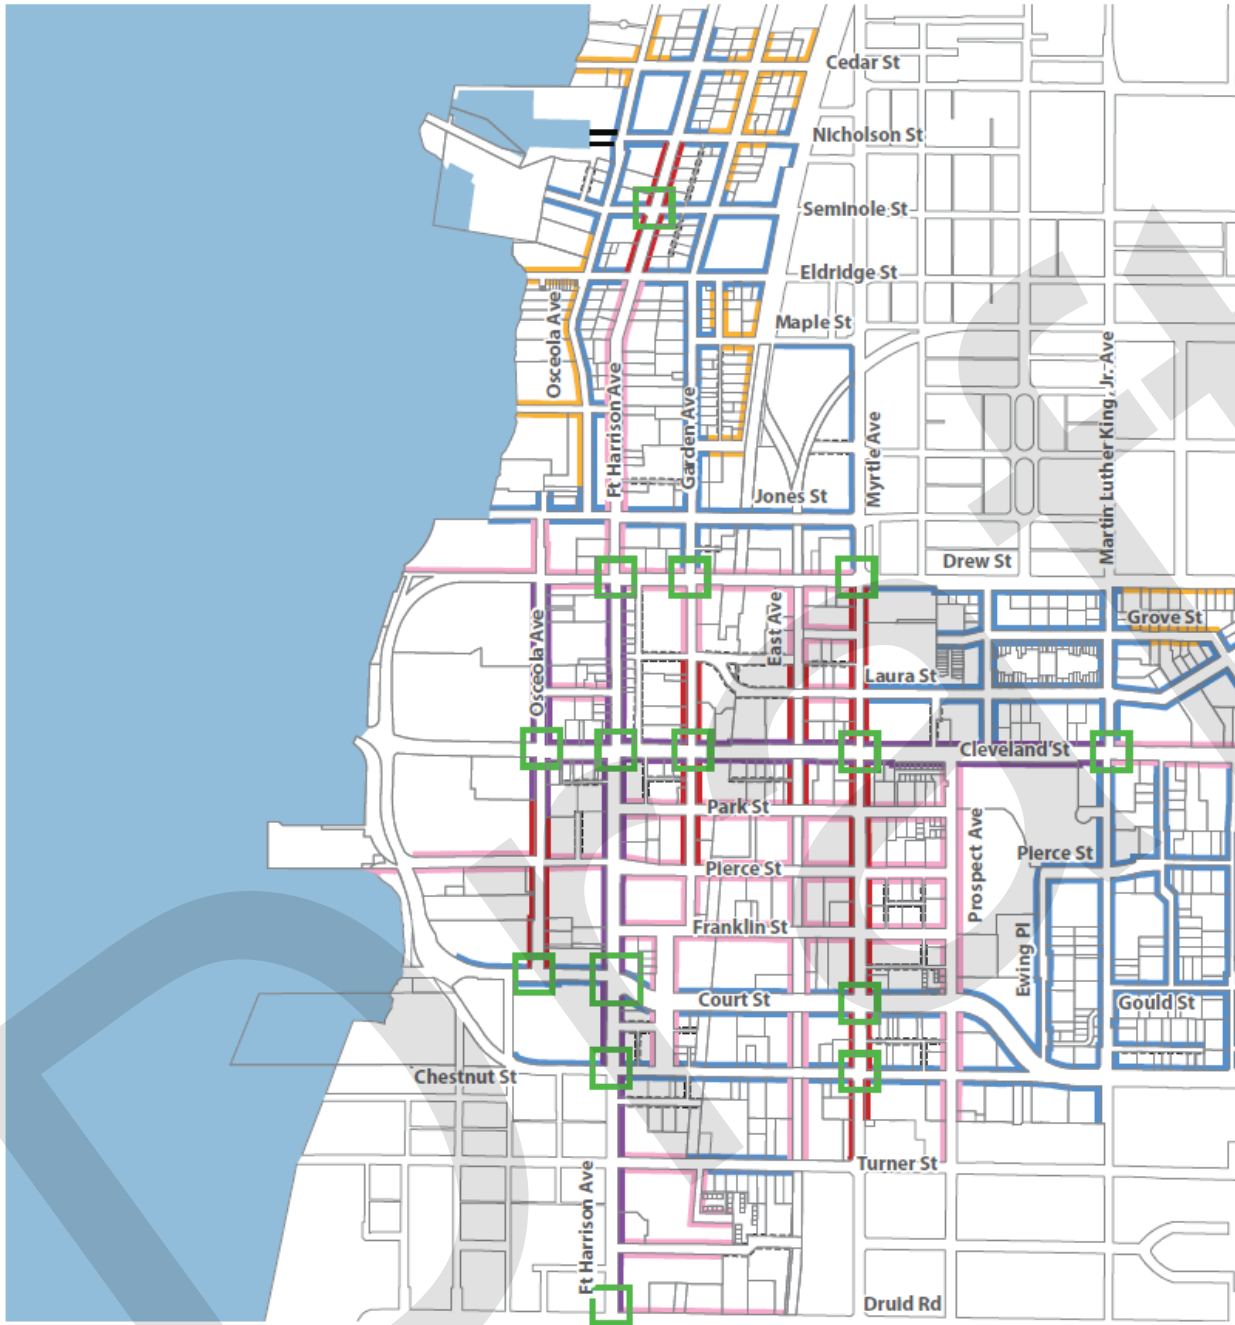 Cedar St
Nicholson St
Seminole St
Eldridge St
Maple St
Osceola Ave
Ft Harrison Ave
Garden Ave
Myrtle Ave
Martin Luther King, Jr. Ave
Jones St
Drew St
Grove St
East Ave
Osceola Ave
Laura St
Cleveland St
Park St
Prospect Ave
Pierce St
Pierce St
Franklin St
Ewing Pl
Court St
Gould St
Chestnut St
Turner St
Ft Harrison Ave
Druid Rd
Draft